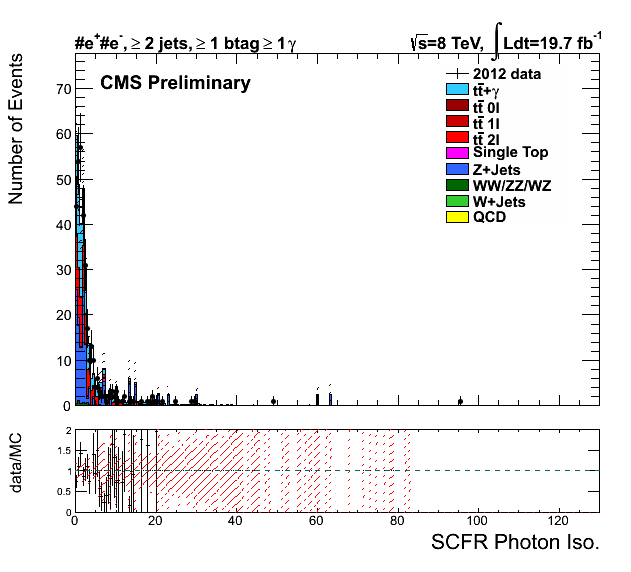 #e⁺#e⁻, ≥ 2 jets, ≥ 1 btag ≥ 1 γ
√s=8 TeV, ∫Ldt=19.7 fb⁻¹
CMS Preliminary
2012 data
tt̄+γ
tt̄ 0l
tt̄ 1l
tt̄ 2l
Single Top
Z+Jets
WW/ZZ/WZ
W+Jets
QCD
Number of Events
70
60
50
40
30
20
10
0
data/MC
2
1.5
1
0.5
0
0 20 40 60 80 100 120
SCFR Photon Iso.